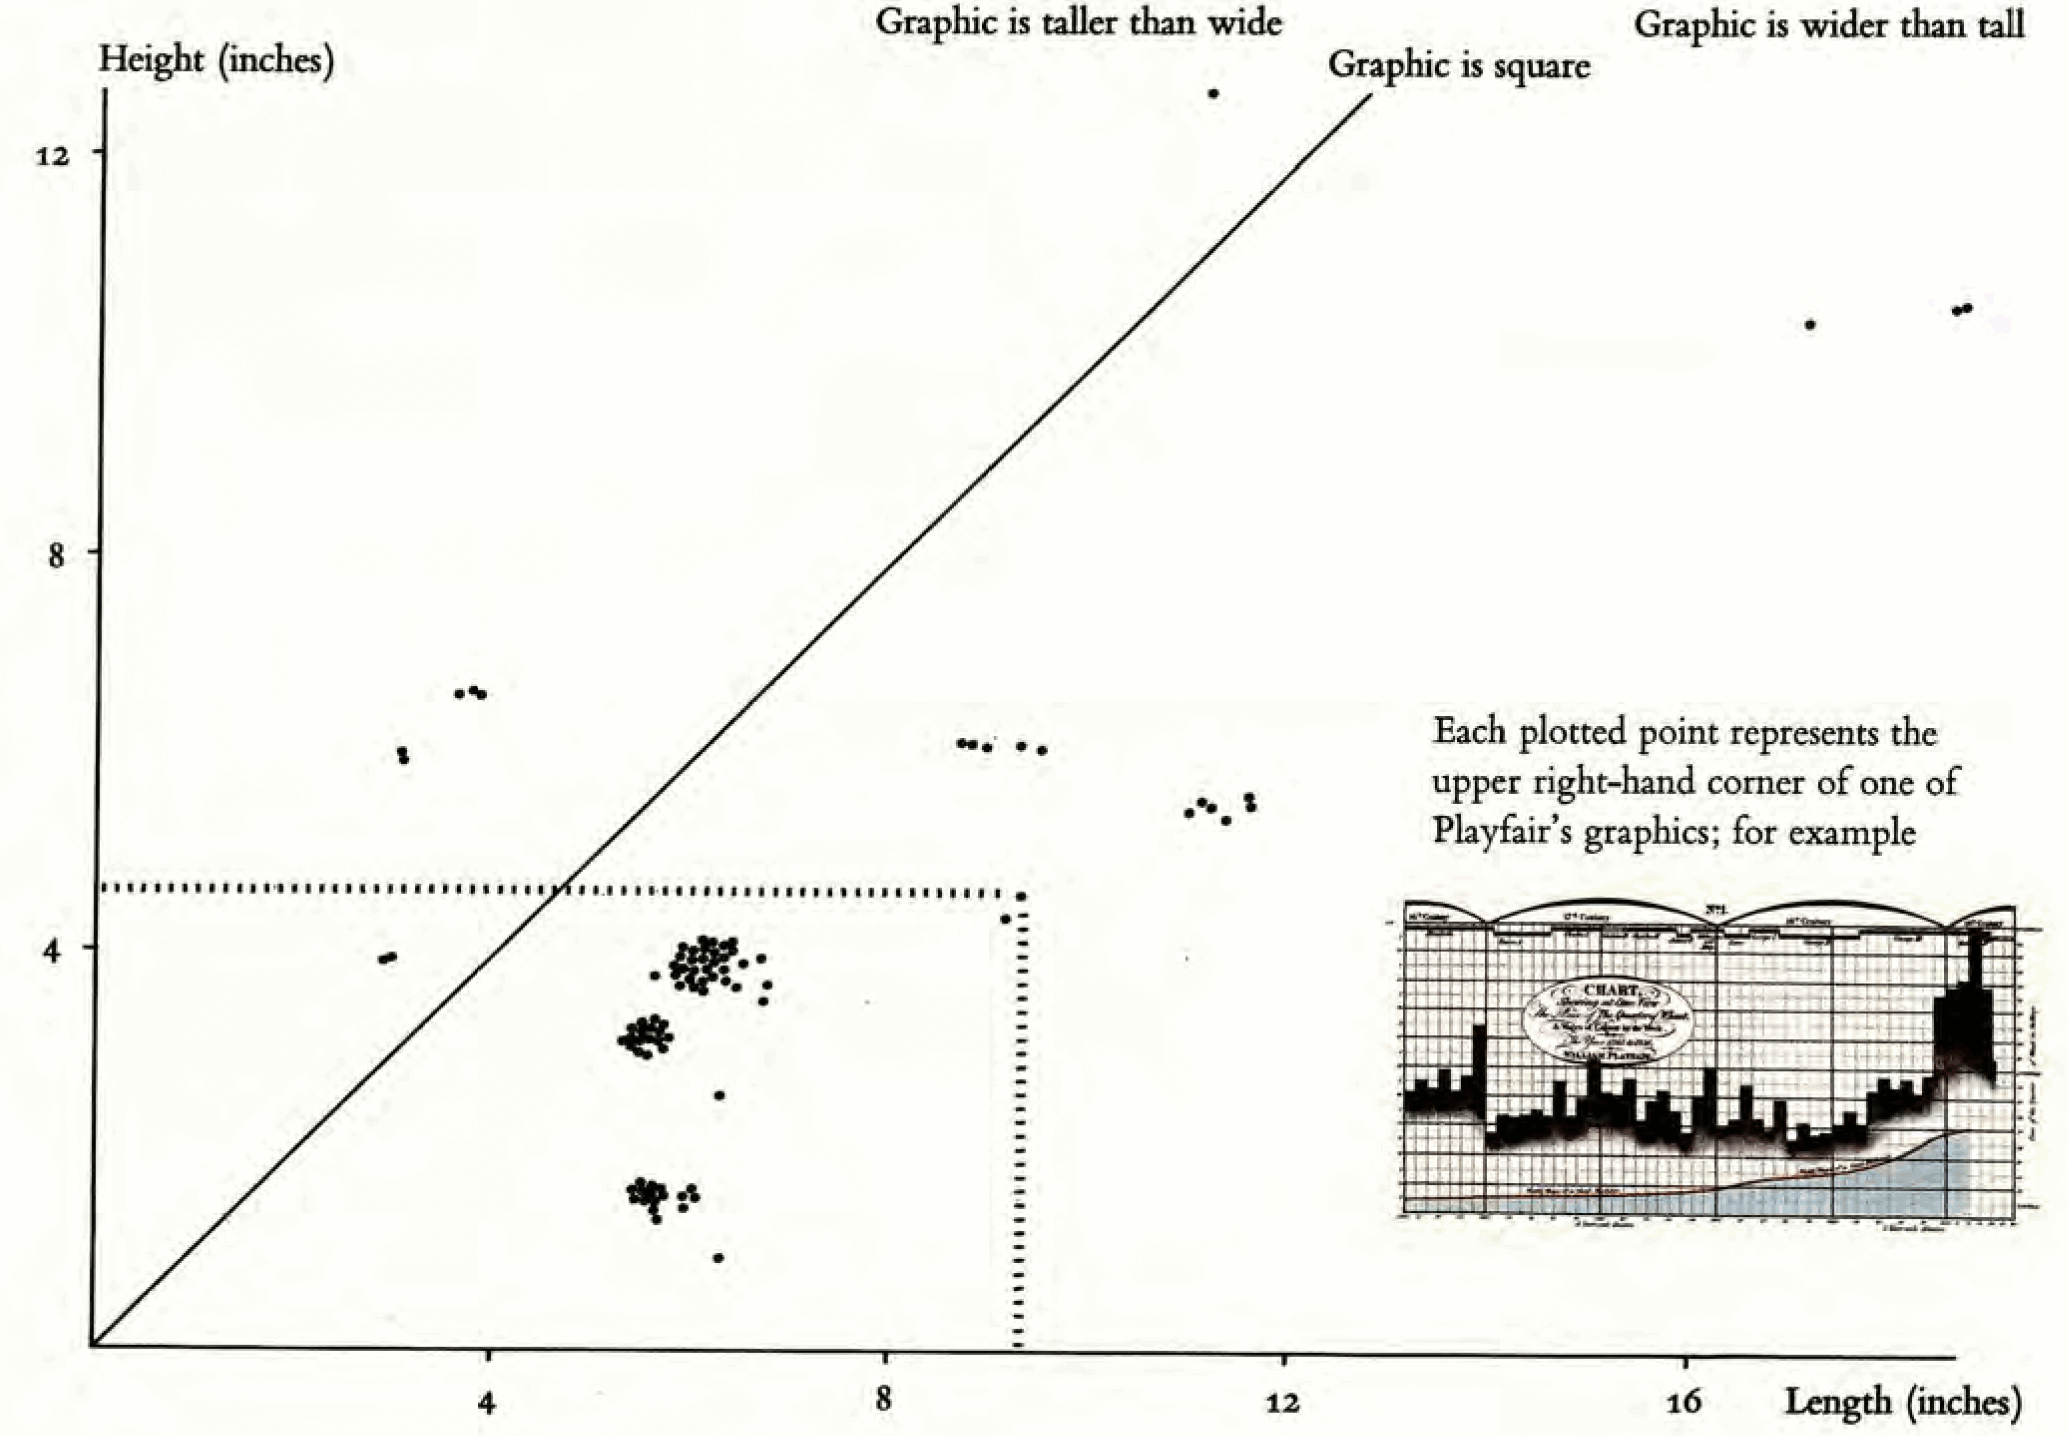 Graphic is taller than wide
Graphic is wider than tall
Height (inches)
Graphic is square
12
8
4
Each plotted point represents the
upper right-hand corner of one of
Playfair's graphics; for example
CHART,
WILLIAM PLAYFAIR
4
8
12
16
Length (inches)